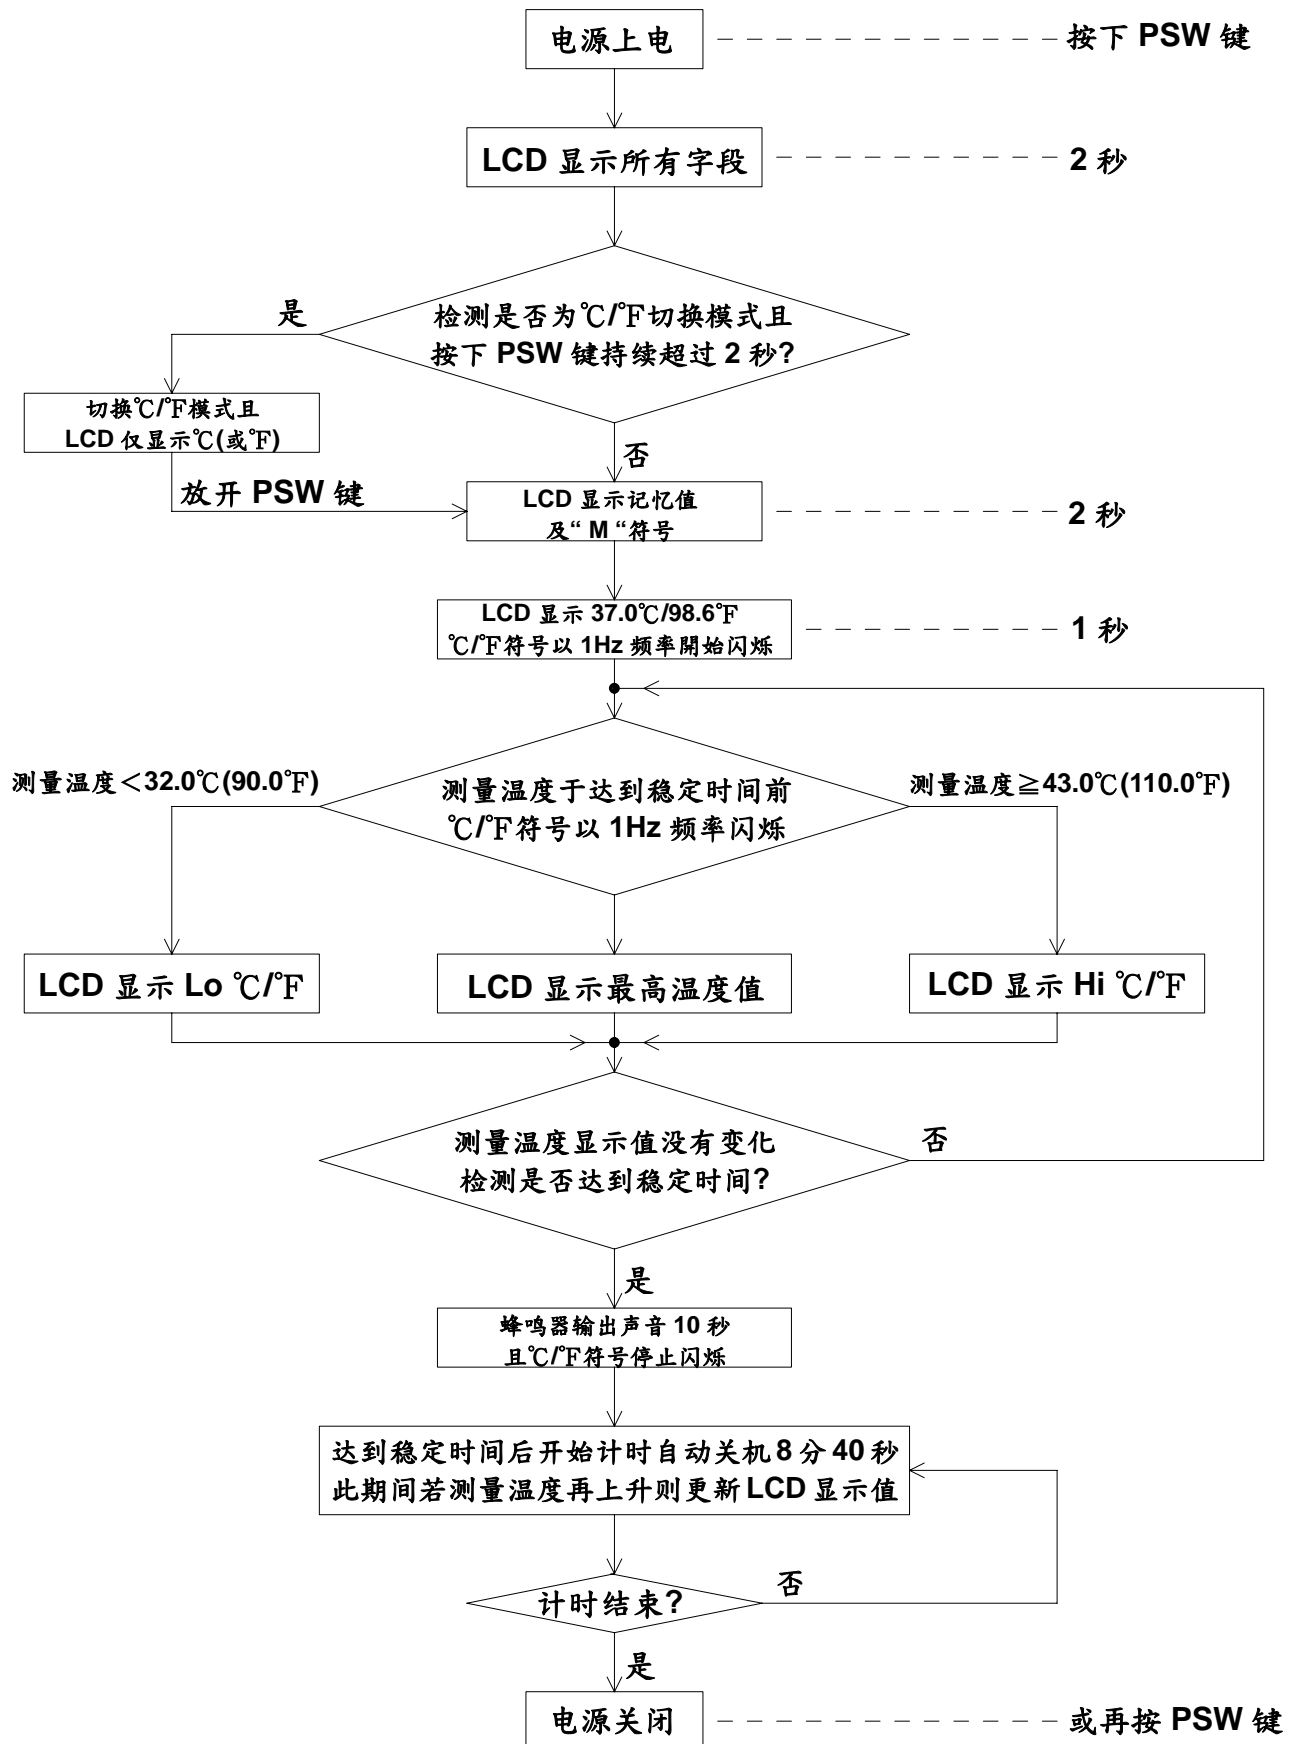 电源上电
按下 PSW 键
LCD 显示所有字段
2 秒
检测是否为℃/℉切换模式且
按下 PSW 键持续超过 2 秒?
是
切换℃/℉模式且
LCD 仅显示℃(或℉)
否
放开 PSW 键
LCD 显示记忆值
及“ M “符号
2 秒
LCD 显示 37.0℃/98.6℉
℃/℉符号以 1Hz 频率開始闪烁
1 秒
测量温度<32.0℃(90.0℉)
测量温度于达到稳定时间前
℃/℉符号以 1Hz 频率闪烁
测量温度≧43.0℃(110.0℉)
LCD 显示 Lo ℃/℉
LCD 显示最高温度值
LCD 显示 Hi ℃/℉
测量温度显示值没有变化
检测是否达到稳定时间?
否
是
蜂鸣器输出声音 10 秒
且℃/℉符号停止闪烁
达到稳定时间后开始计时自动关机 8 分 40 秒
此期间若测量温度再上升则更新 LCD 显示值
计时结束?
否
是
电源关闭
或再按 PSW 键